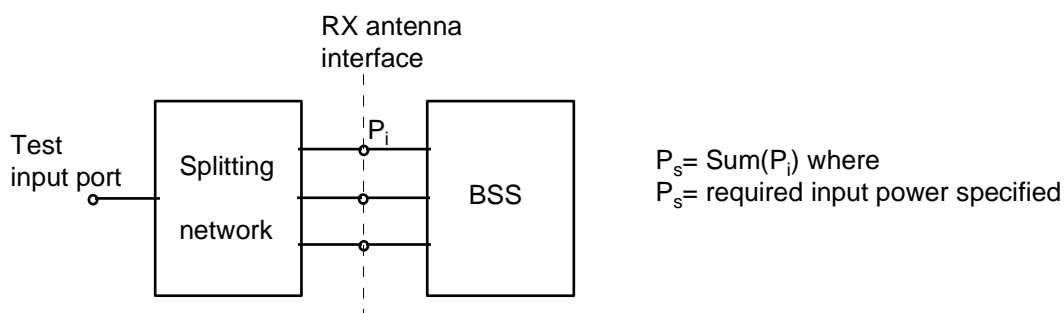 RX antenna
interface
P_i
Test
input port
Splitting
network
BSS
P_s= Sum(P_i) where
P_s= required input power specified